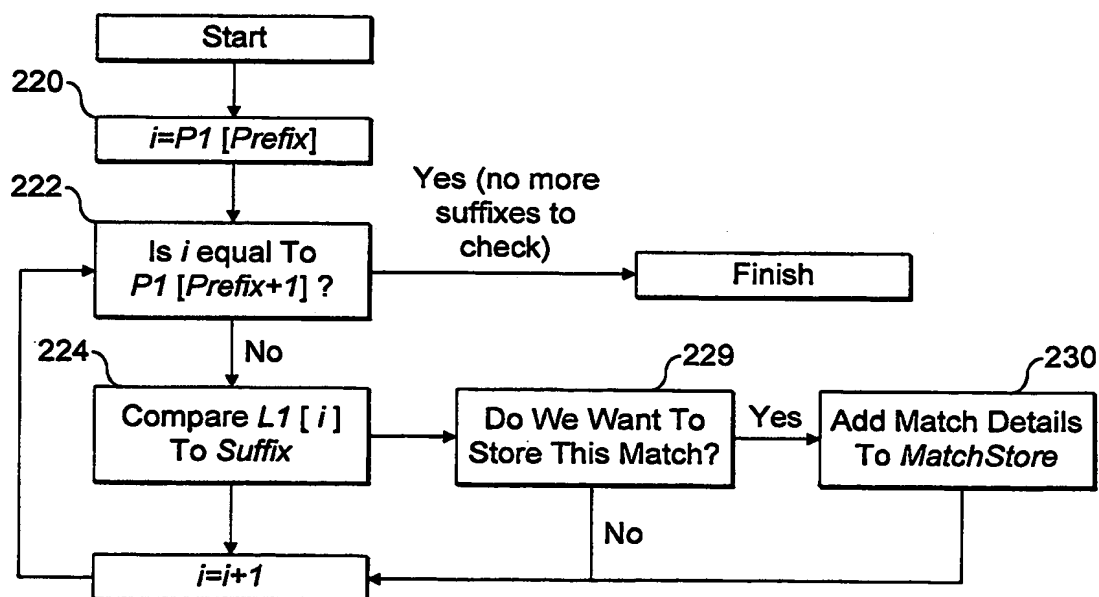 Start
220
i=P1 [Prefix]
222
Yes (no more
suffixes to
check)
Is i equal To
P1 [Prefix+1] ?
Finish
No
224
229
230
Compare L1 [ i ]
To Suffix
Do We Want To
Store This Match?
Yes
Add Match Details
To MatchStore
No
i=i+1